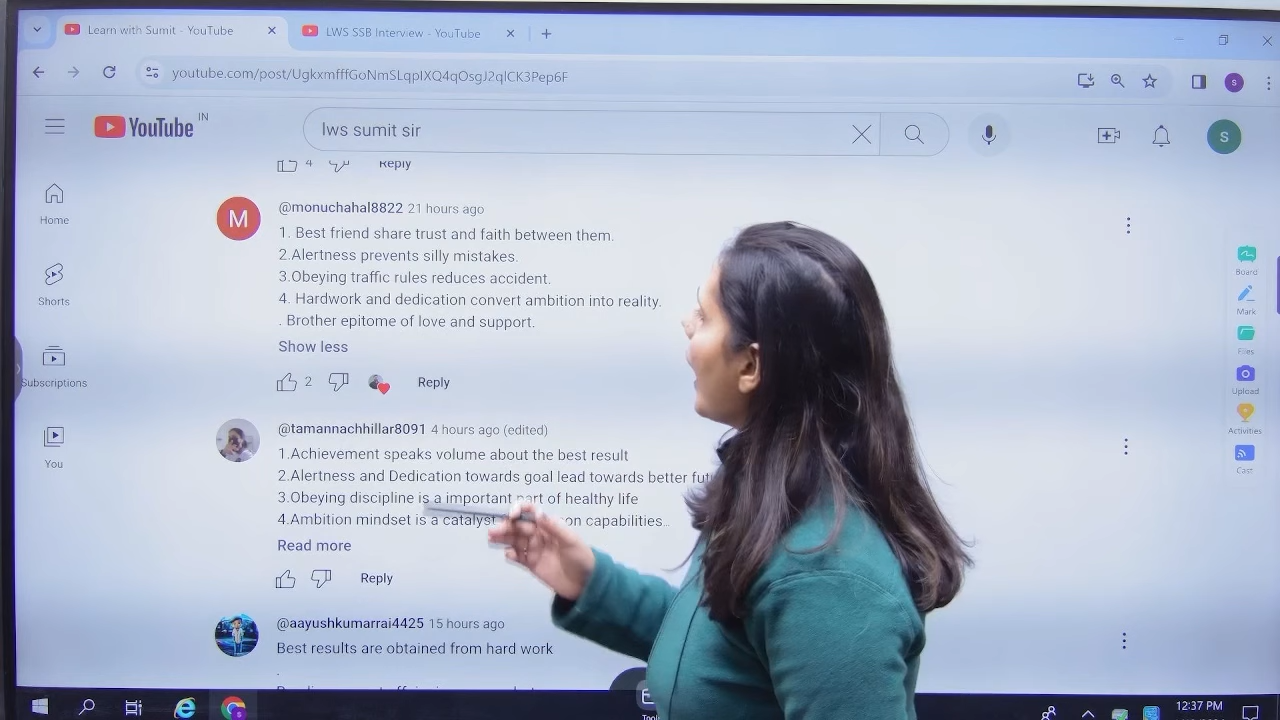 Learn with Sumit - YouTube
LWS SSB Interview - YouTube
youtube.com/post/UgkxmfffGoNmSLqpIXQ4qOsgJ2qlCK3Pep6F
YouTube IN
lws sumit sir
S
Home
Shorts
Subscriptions
You
4 Reply
M
@monuchahal8822 21 hours ago
1. Best friend share trust and faith between them.
2.Alertness prevents silly mistakes.
3.Obeying traffic rules reduces accident.
4. Hardwork and dedication convert ambition into reality.
. Brother epitome of love and support.
Show less
2 Reply
@tamannachhillar8091 4 hours ago (edited)
1.Achievement speaks volume about the best result
2.Alertness and Dedication towards goal lead towards better
3.Obeying discipline is a important part of healthy life
4.Ambition mindset is a catalyst on capabilities...
Read more
Reply
@aayushkumarrai4425 15 hours ago
Best results are obtained from hard work
.
Board
Mark
Files
Upload
Activities
Cast
12:37 PM